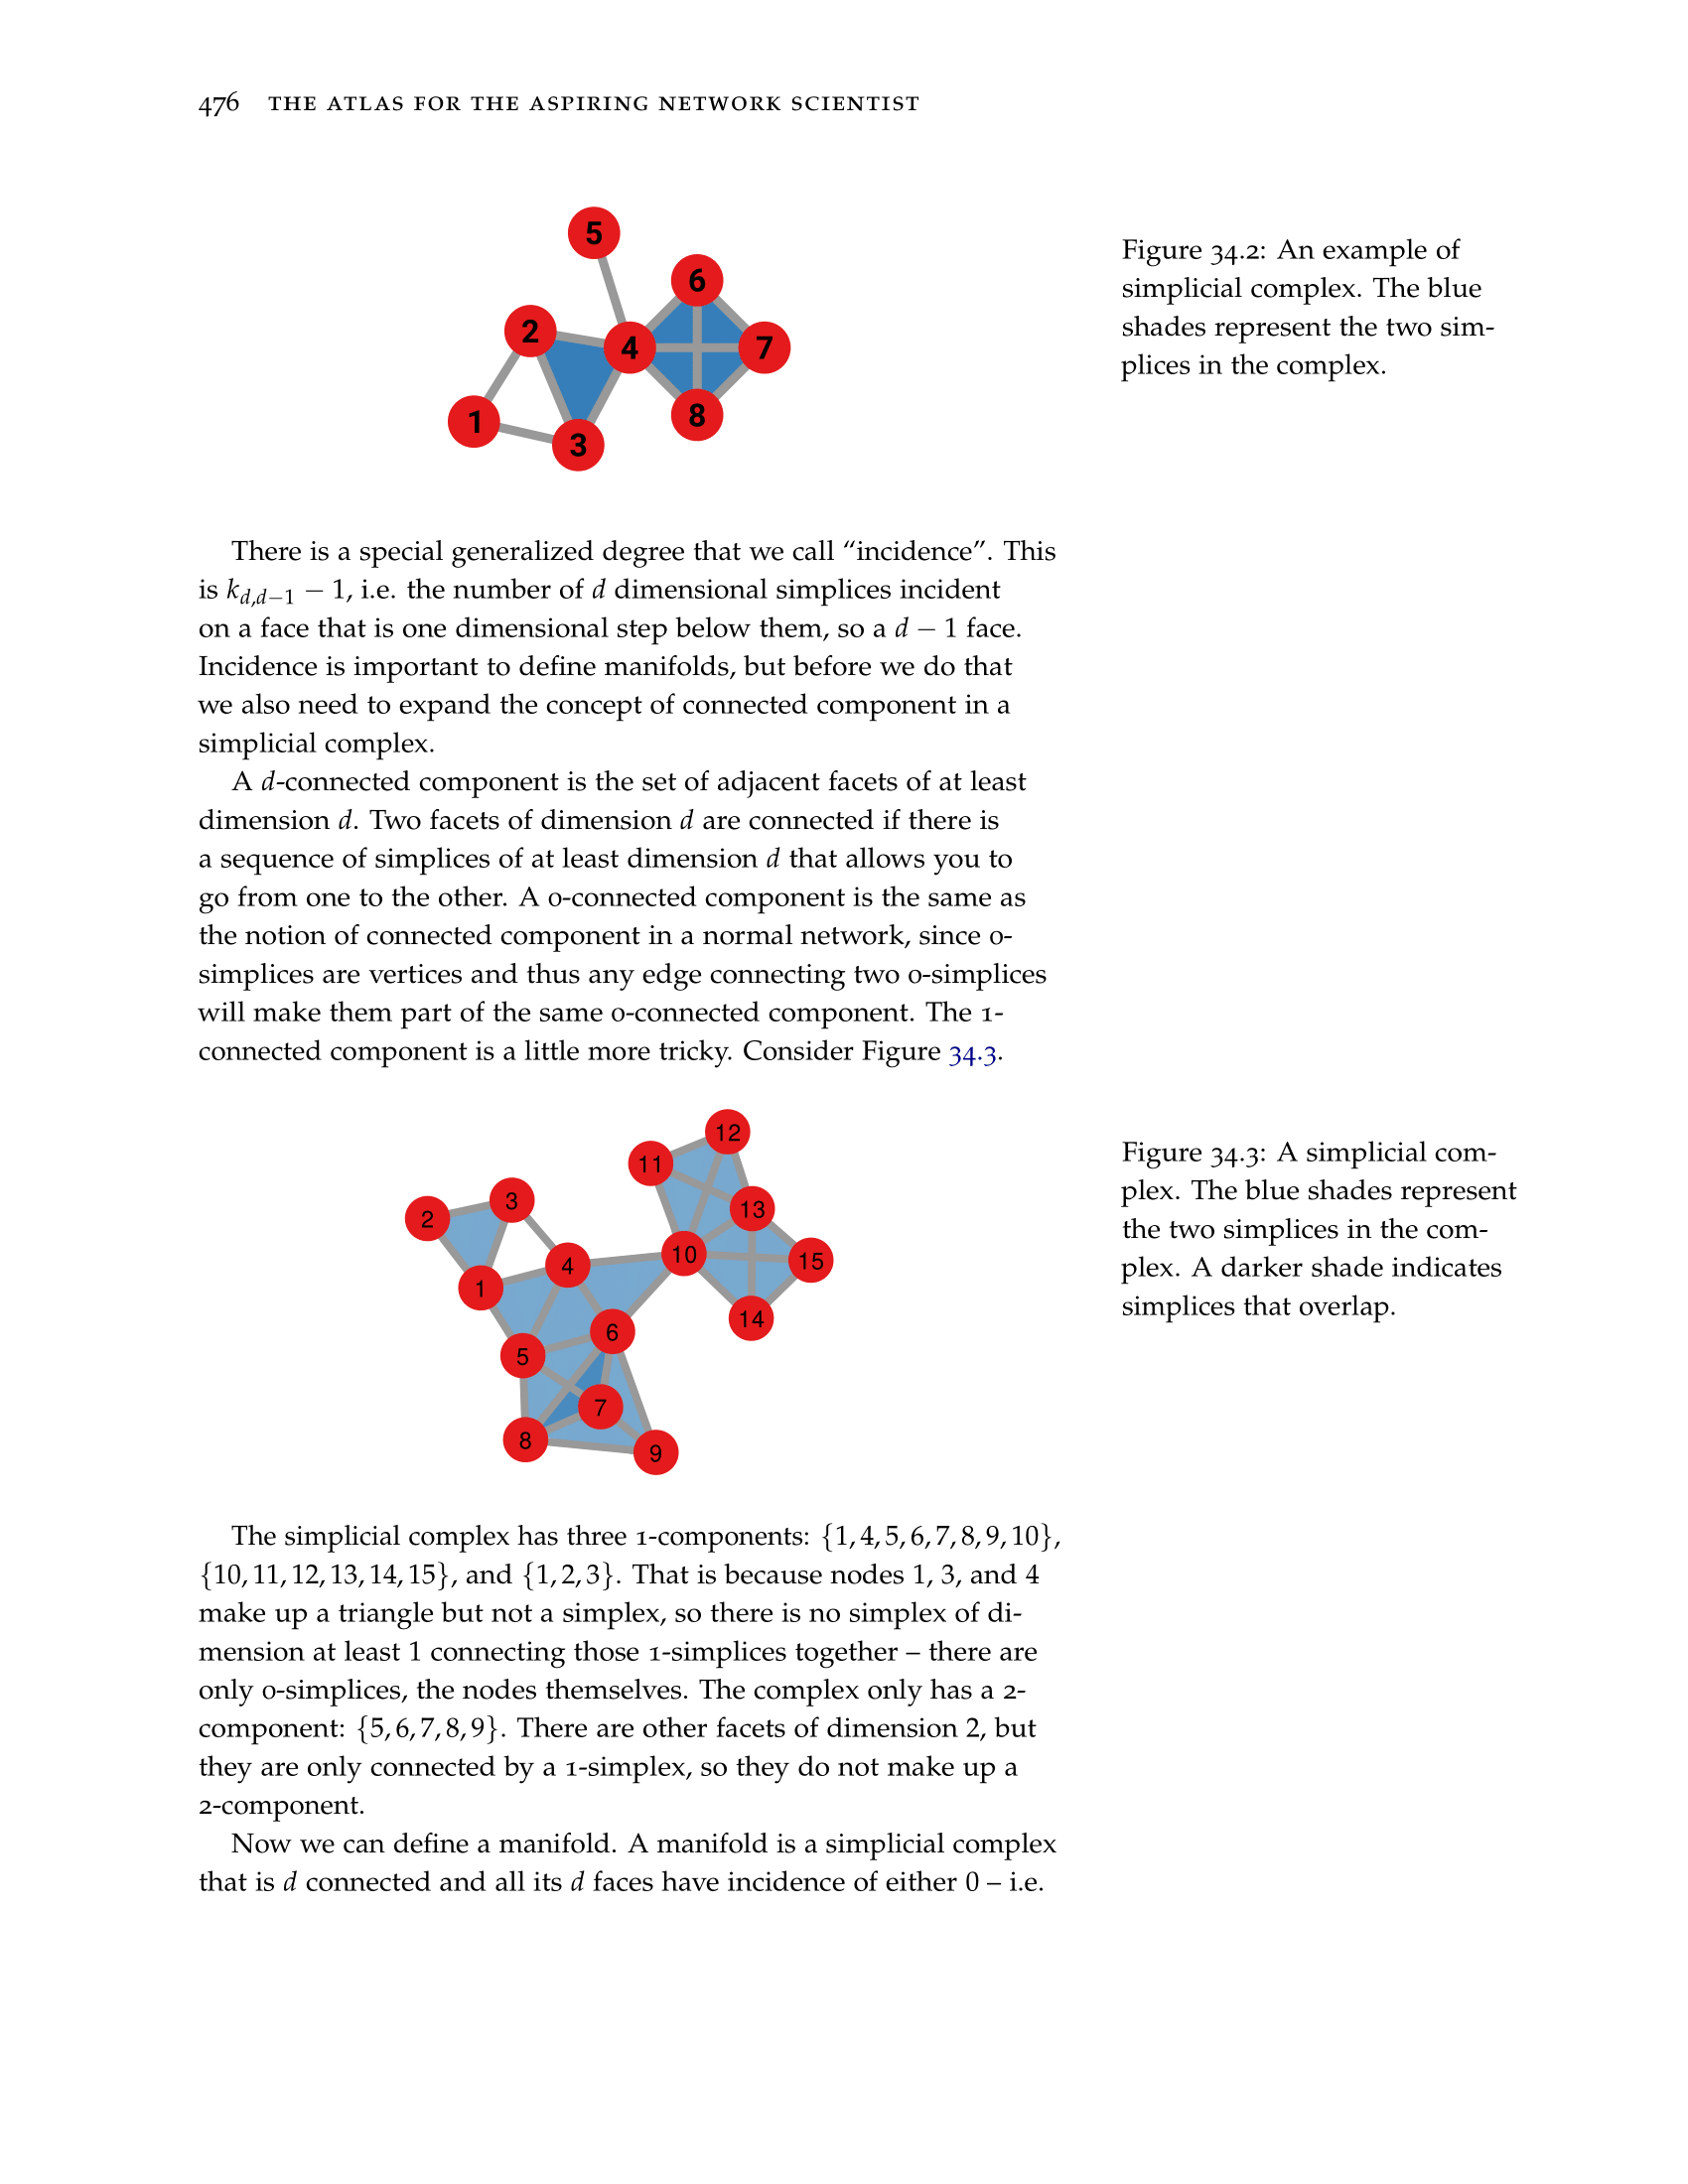 476 THE ATLAS FOR THE ASPIRING NETWORK SCIENTIST
5
6
2
4
7
8
1
3
Figure 34.2: An example of
simplicial complex. The blue
shades represent the two sim-
plices in the complex.
There is a special generalized degree that we call “incidence”. This
is k_{d,d−1} − 1, i.e. the number of d dimensional simplices incident
on a face that is one dimensional step below them, so a d − 1 face.
Incidence is important to define manifolds, but before we do that
we also need to expand the concept of connected component in a
simplicial complex.
A d-connected component is the set of adjacent facets of at least
dimension d. Two facets of dimension d are connected if there is
a sequence of simplices of at least dimension d that allows you to
go from one to the other. A 0-connected component is the same as
the notion of connected component in a normal network, since 0-
simplices are vertices and thus any edge connecting two 0-simplices
will make them part of the same 0-connected component. The 1-
connected component is a little more tricky. Consider Figure 34.3.
12
11
3
2
13
10
15
4
1
14
6
5
7
8
9
Figure 34.3: A simplicial com-
plex. The blue shades represent
the two simplices in the com-
plex. A darker shade indicates
simplices that overlap.
The simplicial complex has three 1-components: {1, 4, 5, 6, 7, 8, 9, 10},
{10, 11, 12, 13, 14, 15}, and {1, 2, 3}. That is because nodes 1, 3, and 4
make up a triangle but not a simplex, so there is no simplex of di-
mension at least 1 connecting those 1-simplices together – there are
only 0-simplices, the nodes themselves. The complex only has a 2-
component: {5, 6, 7, 8, 9}. There are other facets of dimension 2, but
they are only connected by a 1-simplex, so they do not make up a
2-component.
Now we can define a manifold. A manifold is a simplicial complex
that is d connected and all its d faces have incidence of either 0 – i.e.